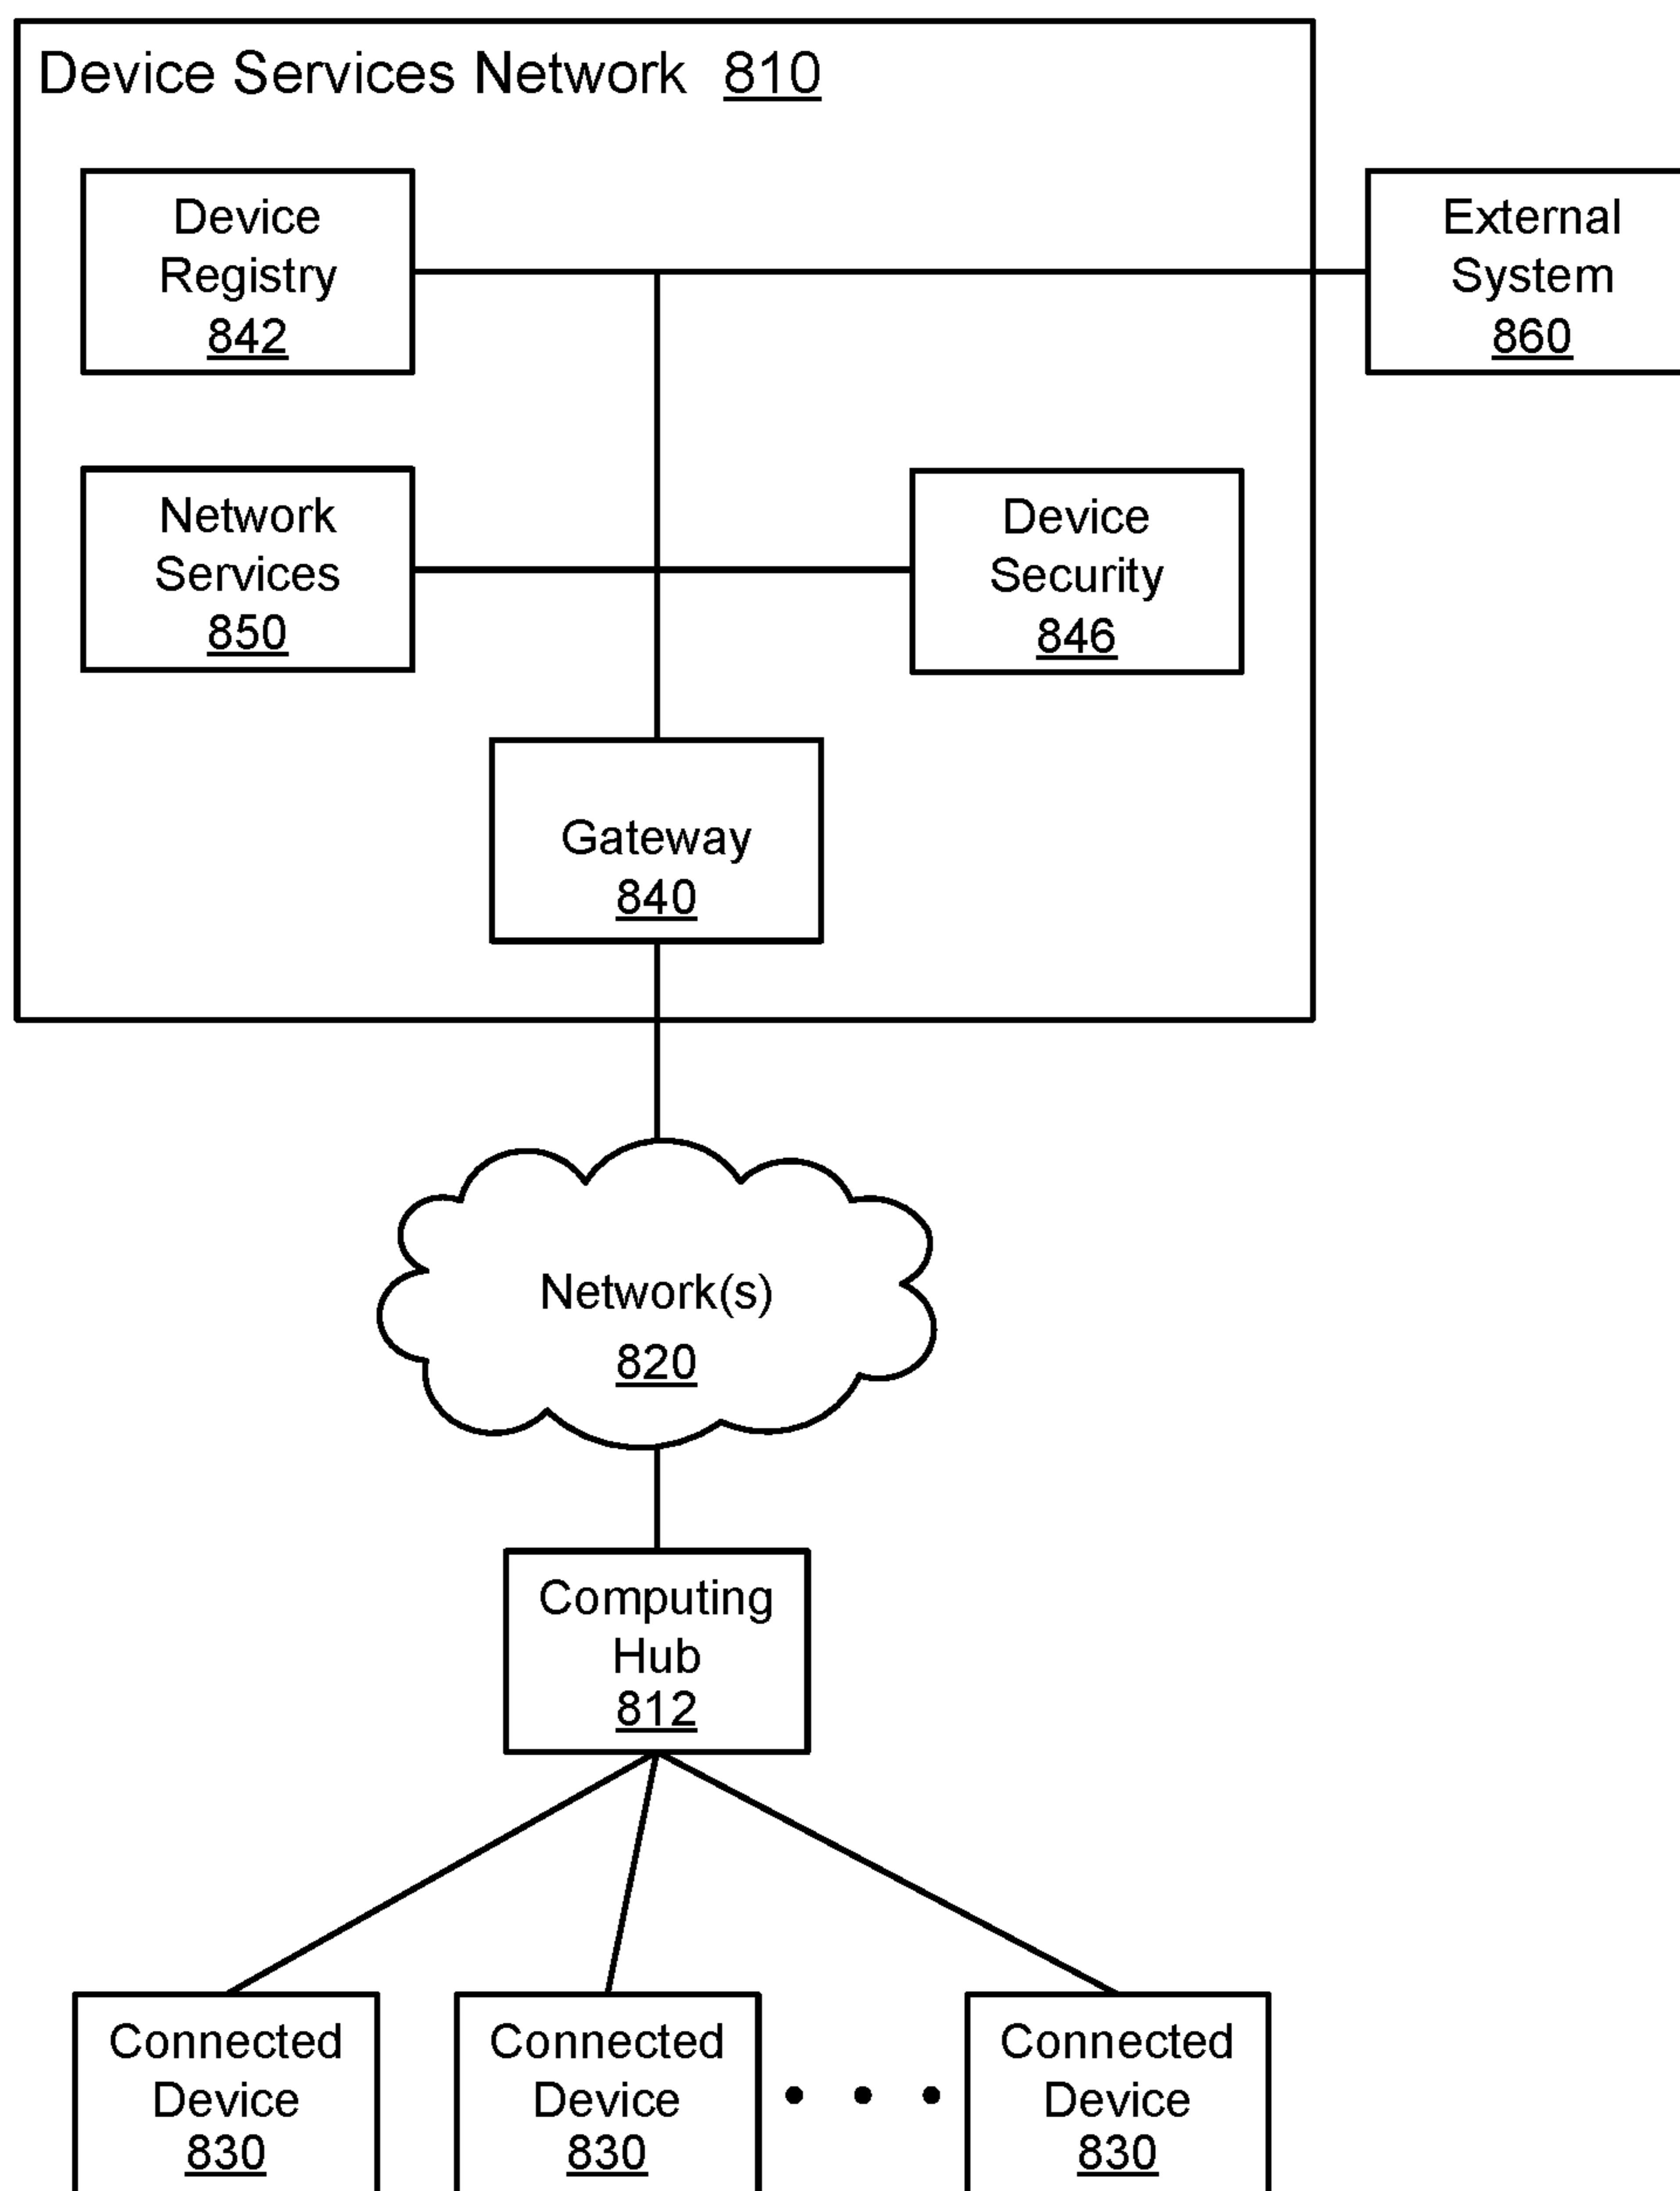 Device Services Network 810
Device
Registry
842
External
System
860
Network
Services
850
Device
Security
846
Gateway
840
Network(s)
820
Computing
Hub
812
Connected
Device
830
Connected
Device
830
Connected
Device
830